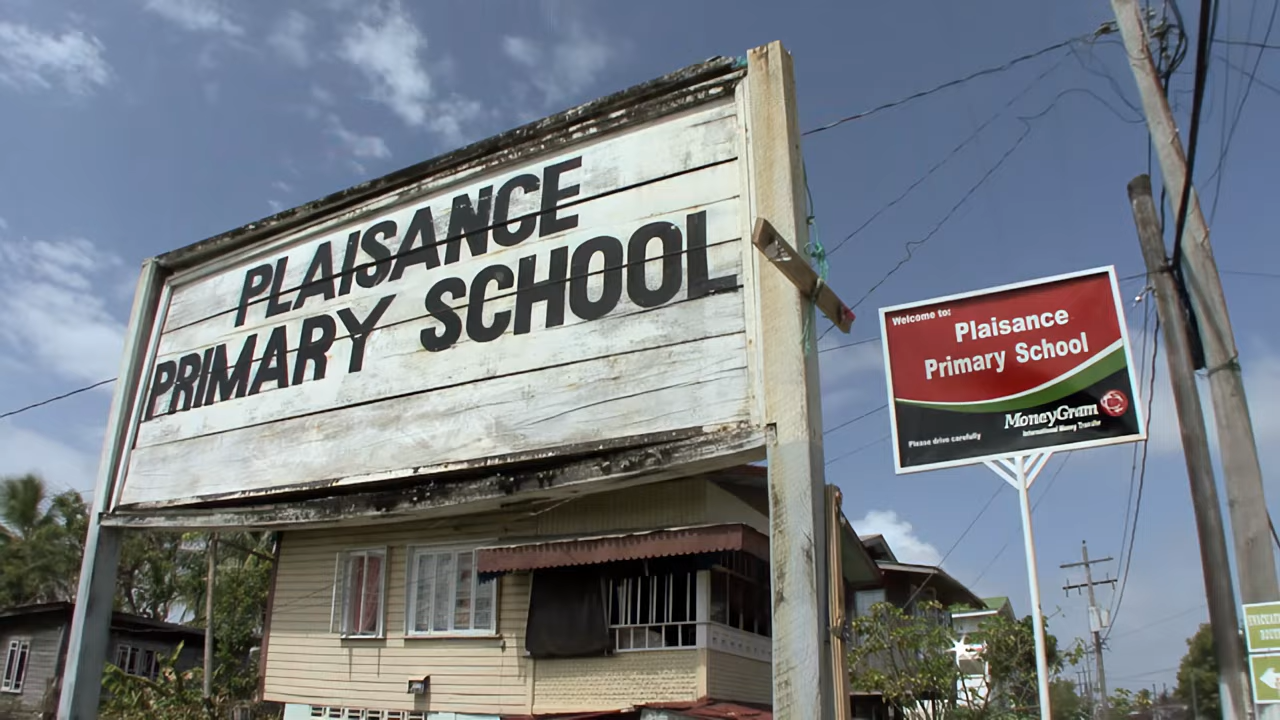 PLAISANCE
PRIMARY SCHOOL
Welcome to:
Plaisance
Primary School
MoneyGram
International Money Transfer
Please drive carefully